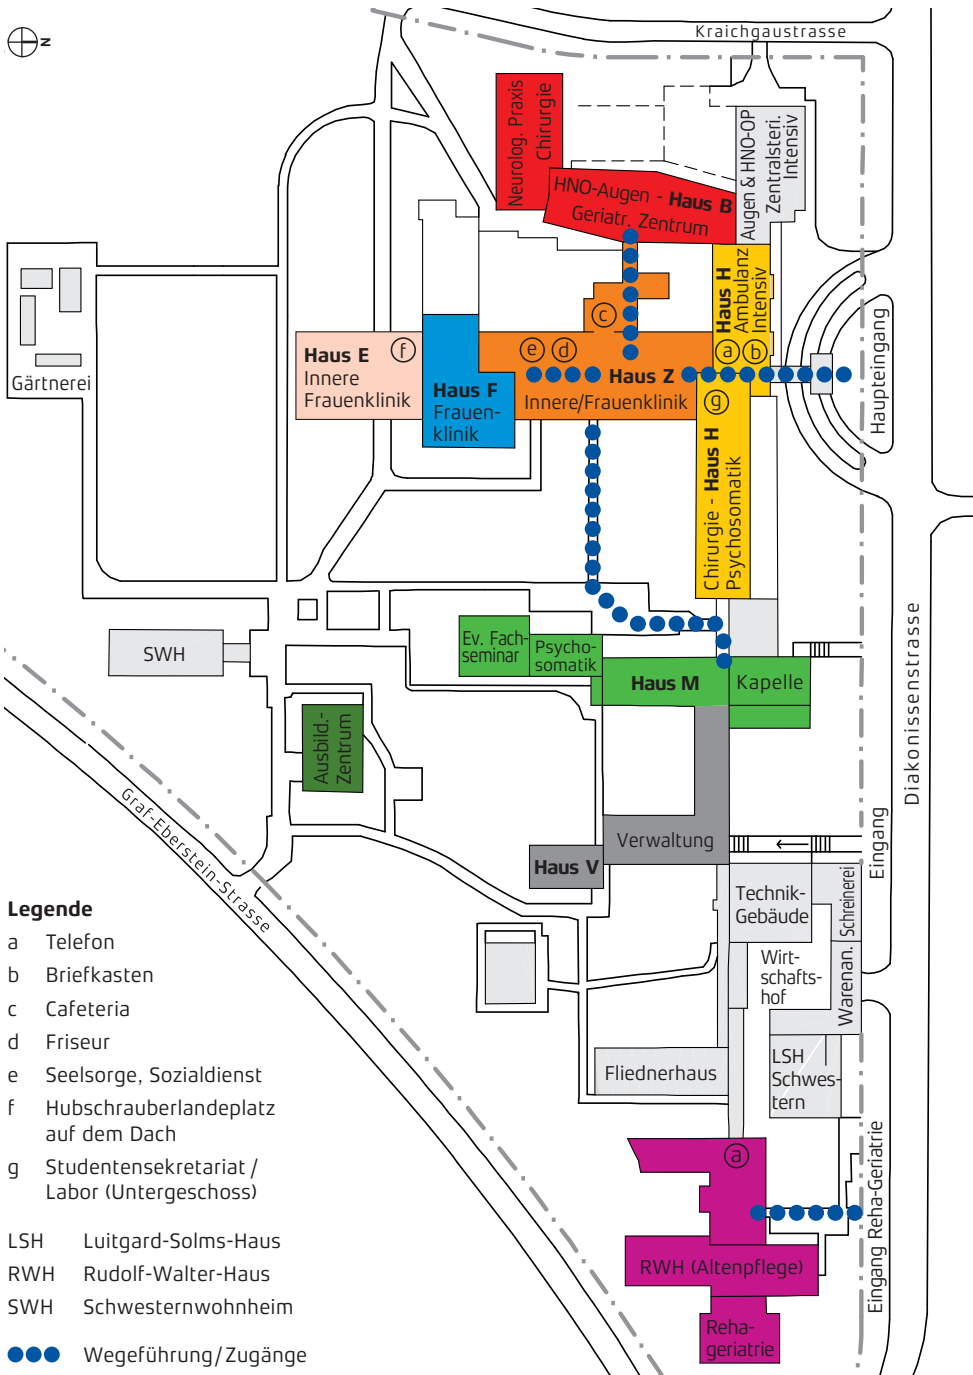 N
Kraichgaustrasse
Neurolog. Praxis
Chirurgie
HNO-Augen - Haus B
Geriatr. Zentrum
Augen & HNO-OP
Zentralsteri.
Intensiv
Haus H
Ambulanz
Intensiv
a
b
c
Haupteingang
Gärtnerei
Haus E
f
Innere
Frauenklinik
Haus F
Frauen-
klinik
e
d
Haus Z
Innere/Frauenklinik
g
Chirurgie - Haus H
Psychosomatik
SWH
Ev. Fach-
seminar
Psycho-
somatik
Haus M
Kapelle
Diakonissenstrasse
Ausbild.-
Zentrum
Graf-Eberstein-Strasse
Verwaltung
Haus V
Eingang
Technik-
Gebäude
Schreinerei
Wirt-
schafts-
hof
Warenan.
Fliednerhaus
LSH
Schwes-
tern
a
Eingang Reha-Geriatrie
RWH (Altenpflege)
Reha-
geriatrie
Legende
a Telefon
b Briefkasten
c Cafeteria
d Friseur
e Seelsorge, Sozialdienst
f Hubschrauberlandeplatz
auf dem Dach
g Studentensekretariat /
Labor (Untergeschoss)
LSH Luitgard-Solms-Haus
RWH Rudolf-Walter-Haus
SWH Schwesternwohnheim
Wegeführung/Zugänge